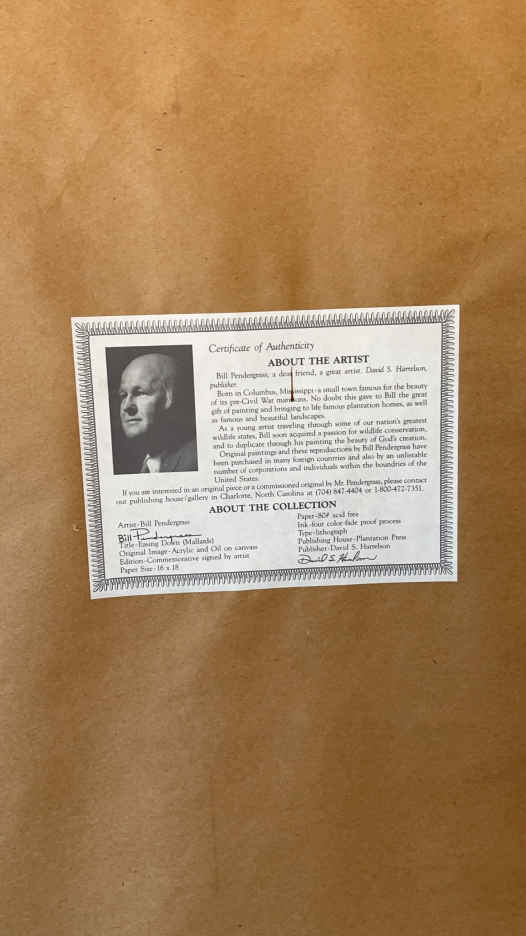 Certificate of Authenticity
ABOUT THE ARTIST
Bill Pendergrass; a dear friend, a great artist. David S. Harrelson,
publisher.
Born in Columbus, Mississippi-a small town famous for the beauty
of its pre-Civil War mansions. No doubt this gave to Bill the great
gift of painting and bringing to life famous plantation homes, as well
as famous and beautiful landscapes.
As a young artist traveling through some of our nation's greatest
wildlife states, Bill soon acquired a passion for wildlife conservation,
and to duplicate through his painting the beauty of God's creation.
Original paintings and these reproductions by Bill Pendergrass have
been purchased in many foreign countries and also by an unlistable
number of corporations and individuals within the boundries of the
United States.
If you are interested in an original piece or a commissioned original by Mr. Pendergrass, please contact
our publishing house/gallery in Charlotte, North Carolina at (704) 847-4404 or 1-800-472-7351.
ABOUT THE COLLECTION
Artist-Bill Pendergrass
Bill Pendergrass
Title-Easing Down (Mallards)
Original Image-Acrylic and Oil on canvass
Edition-Commemorative signed by artist
Paper Size-16 x 18
Paper-80# acid free
Ink-four color-fade proof process
Type-lithograph
Publishing House-Plantation Press
Publisher-David S. Harrelson
David S. Harrelson